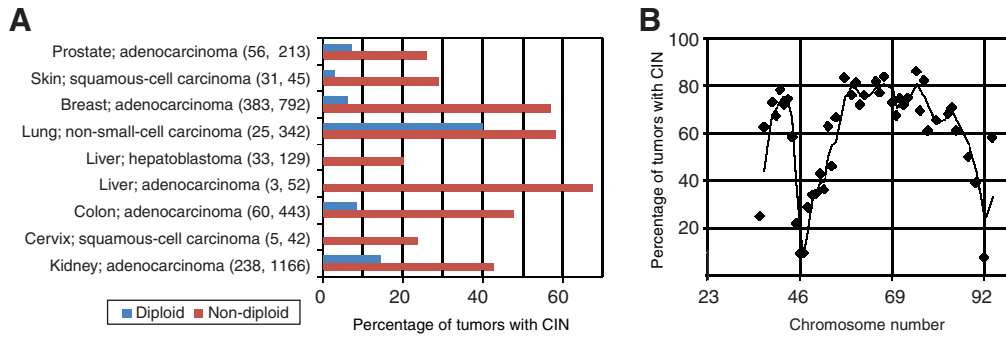 A
Prostate; adenocarcinoma (56, 213)
Skin; squamous-cell carcinoma (31, 45)
Breast; adenocarcinoma (383, 792)
Lung; non-small-cell carcinoma (25, 342)
Liver; hepatoblastoma (33, 129)
Liver; adenocarcinoma (3, 52)
Colon; adenocarcinoma (60, 443)
Cervix; squamous-cell carcinoma (5, 42)
Kidney; adenocarcinoma (238, 1166)
0 20 40 60
Diploid Non-diploid
Percentage of tumors with CIN
B
Percentage of tumors with CIN
100
80
60
40
20
23 46 69 92
Chromosome number